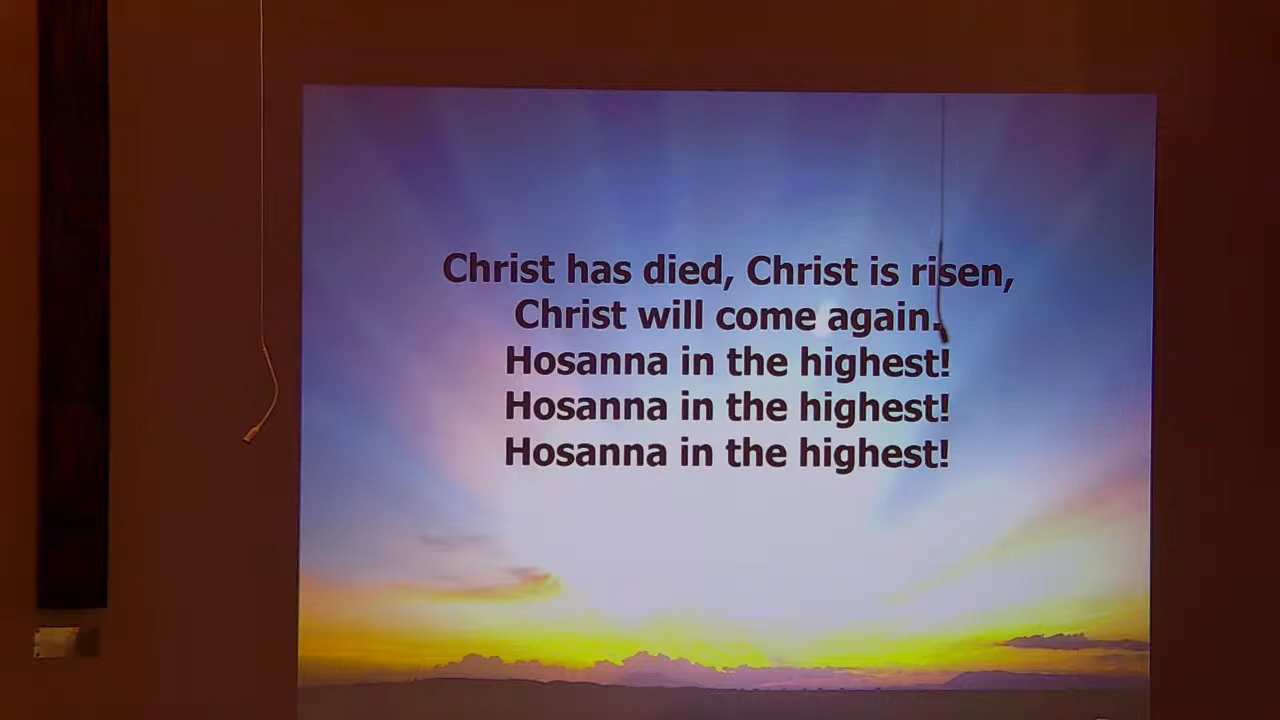 Christ has died, Christ is risen,
Christ will come again.
Hosanna in the highest!
Hosanna in the highest!
Hosanna in the highest!